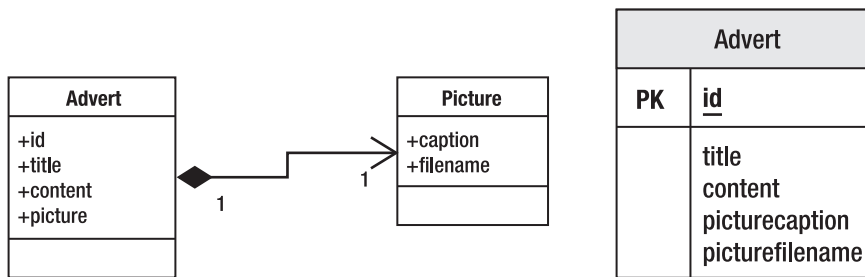 Advert
+id
+title
+content
+picture
1
1
Picture
+caption
+filename
Advert
PK id
title
content
picturecaption
picturefilename